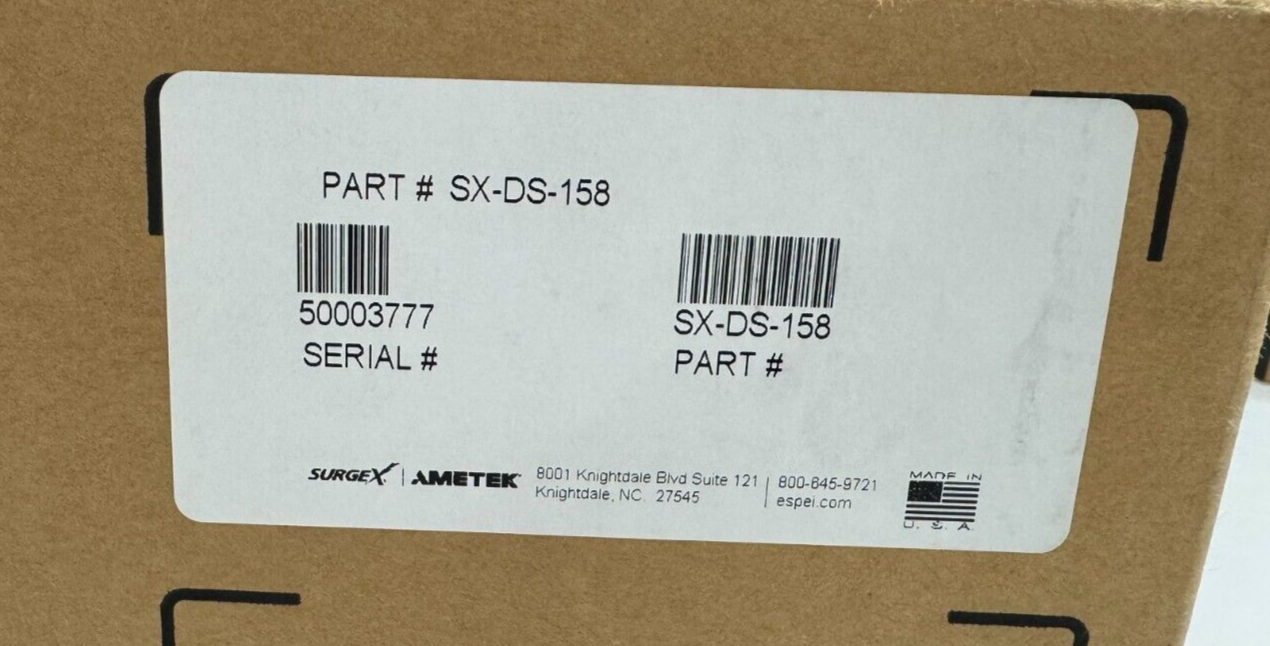 PART # SX-DS-158
50003777
SERIAL #
SX-DS-158
PART #
SURGEX | AMETEK
8001 Knightdale Blvd Suite 121
Knightdale, NC. 27545
800-645-9721
espei.com
MADE IN
U. S. A.